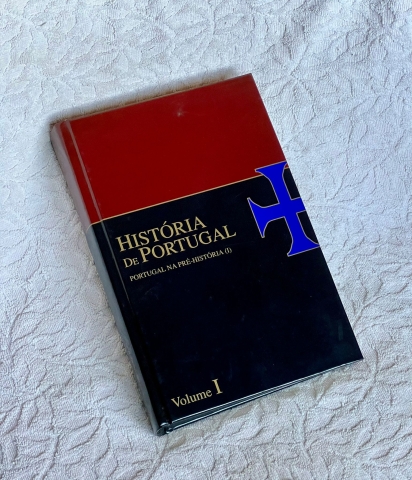 HISTÓRIA
DE PORTUGAL
PORTUGAL NA PRÉ-HISTÓRIA (I)
Volume I